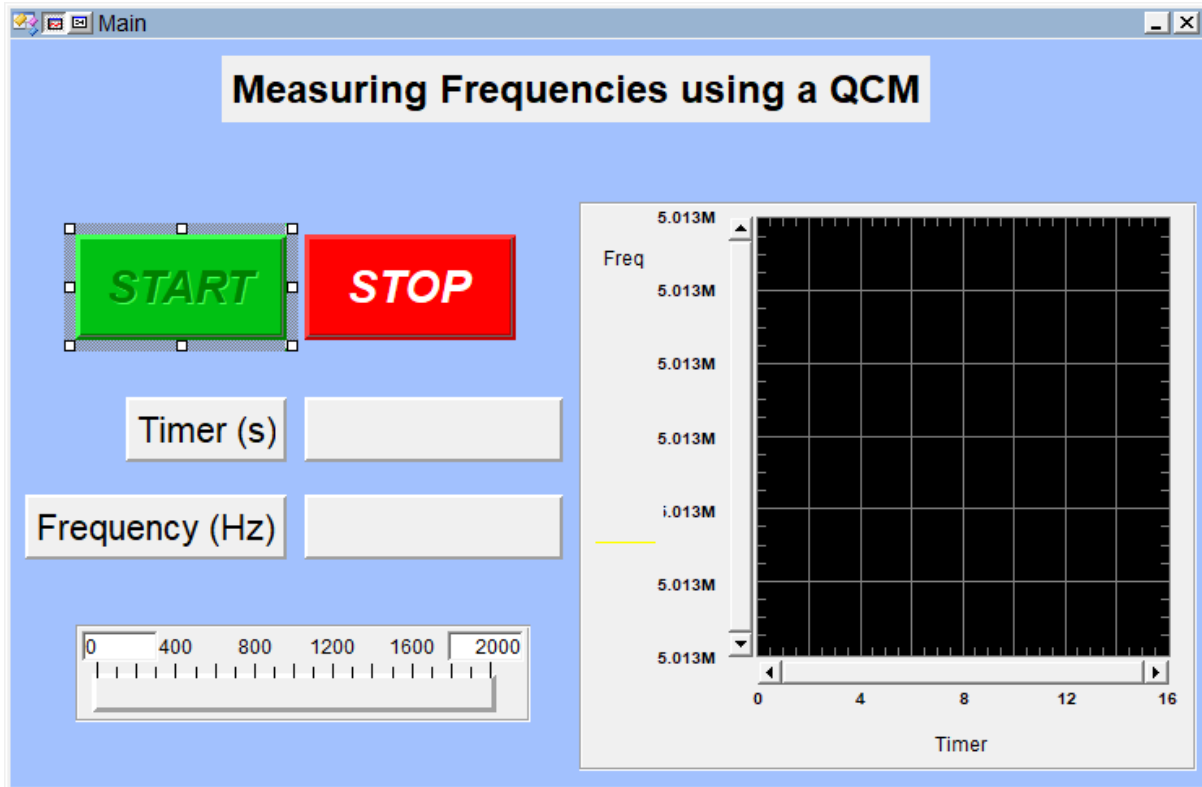 Main
Measuring Frequencies using a QCM
START
STOP
Timer (s)
Frequency (Hz)
0 400 800 1200 1600 2000
Freq
5.013M
5.013M
5.013M
5.013M
.013M
5.013M
5.013M
0 4 8 12 16
Timer